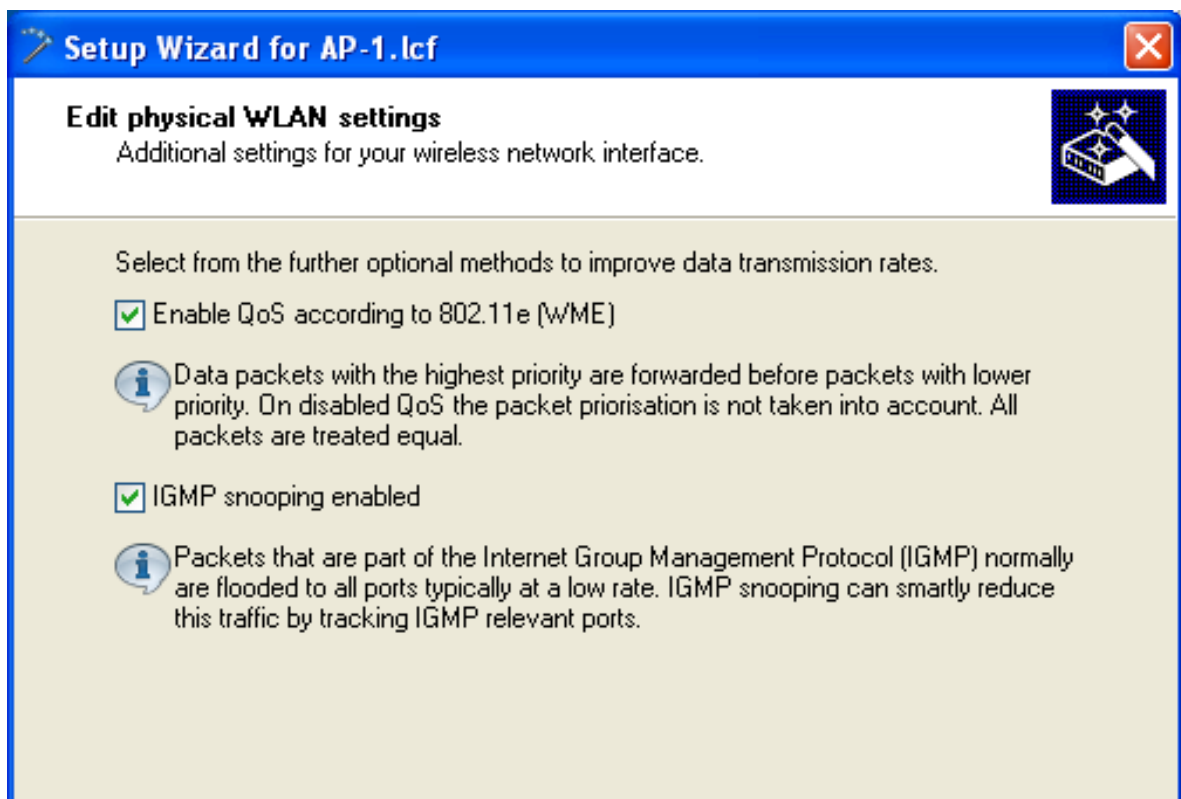 Setup Wizard for AP-1.lcf
Edit physical WLAN settings
Additional settings for your wireless network interface.
Select from the further optional methods to improve data transmission rates.
Enable QoS according to 802.11e (WME)
Data packets with the highest priority are forwarded before packets with lower
priority. On disabled QoS the packet priorisation is not taken into account. All
packets are treated equal.
IGMP snooping enabled
Packets that are part of the Internet Group Management Protocol (IGMP) normally
are flooded to all ports typically at a low rate. IGMP snooping can smartly reduce
this traffic by tracking IGMP relevant ports.